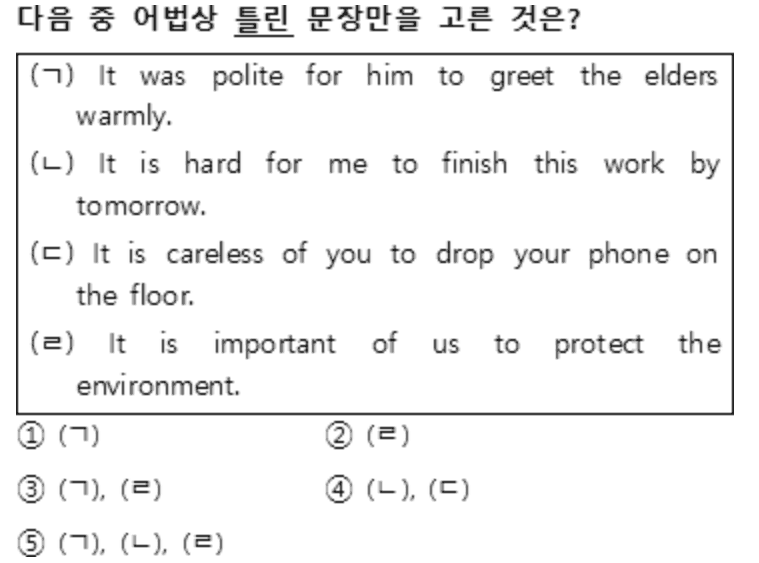 다음 중 어법상 틀린 문장만을 고른 것은?
(ㄱ) It was polite for him to greet the elders
warmly.
(ㄴ) It is hard for me to finish this work by
tomorrow.
(ㄷ) It is careless of you to drop your phone on
the floor.
(ㄹ) It is important of us to protect the
environment.
① (ㄱ) ② (ㄹ)
③ (ㄱ), (ㄹ) ④ (ㄴ), (ㄷ)
⑤ (ㄱ), (ㄴ), (ㄹ)